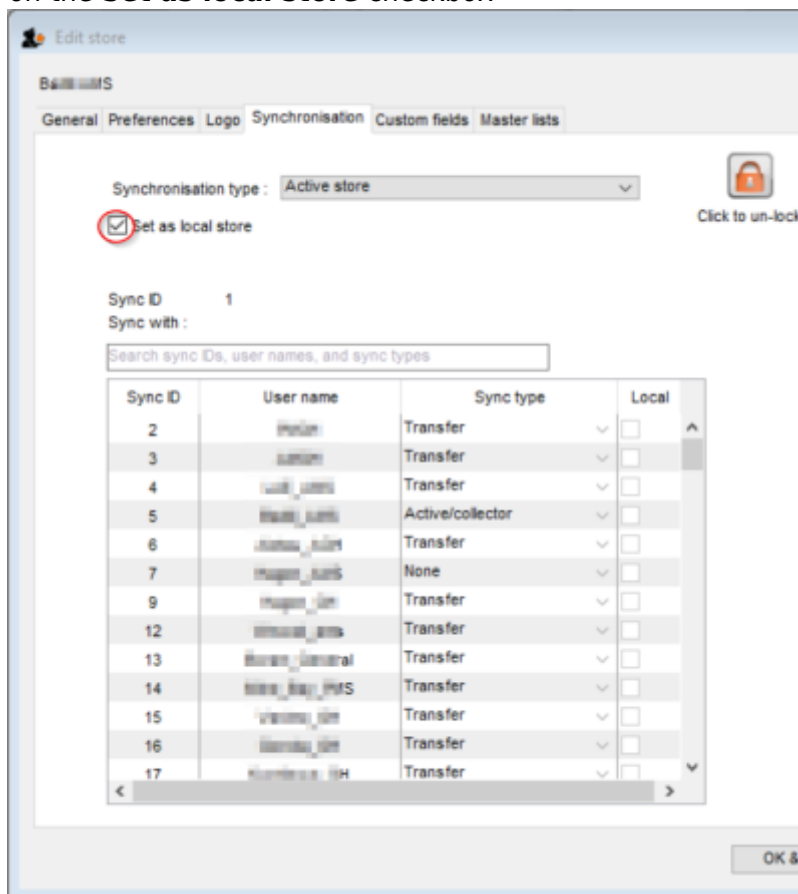 on the Set as local store checkbox
Edit store
General Preferences Logo Synchronisation Custom fields Master lists
Synchronisation type : Active store
Set as local store
Click to un-lock
Sync ID 1
Sync with :
Search sync IDs, user names, and sync types
Sync ID User name Sync type Local
2 Transfer
3 Transfer
4 Transfer
5 Active/collector
6 Transfer
7 None
9 Transfer
12 Transfer
13 Transfer
14 Transfer
15 Transfer
16 Transfer
17 Transfer
OK &